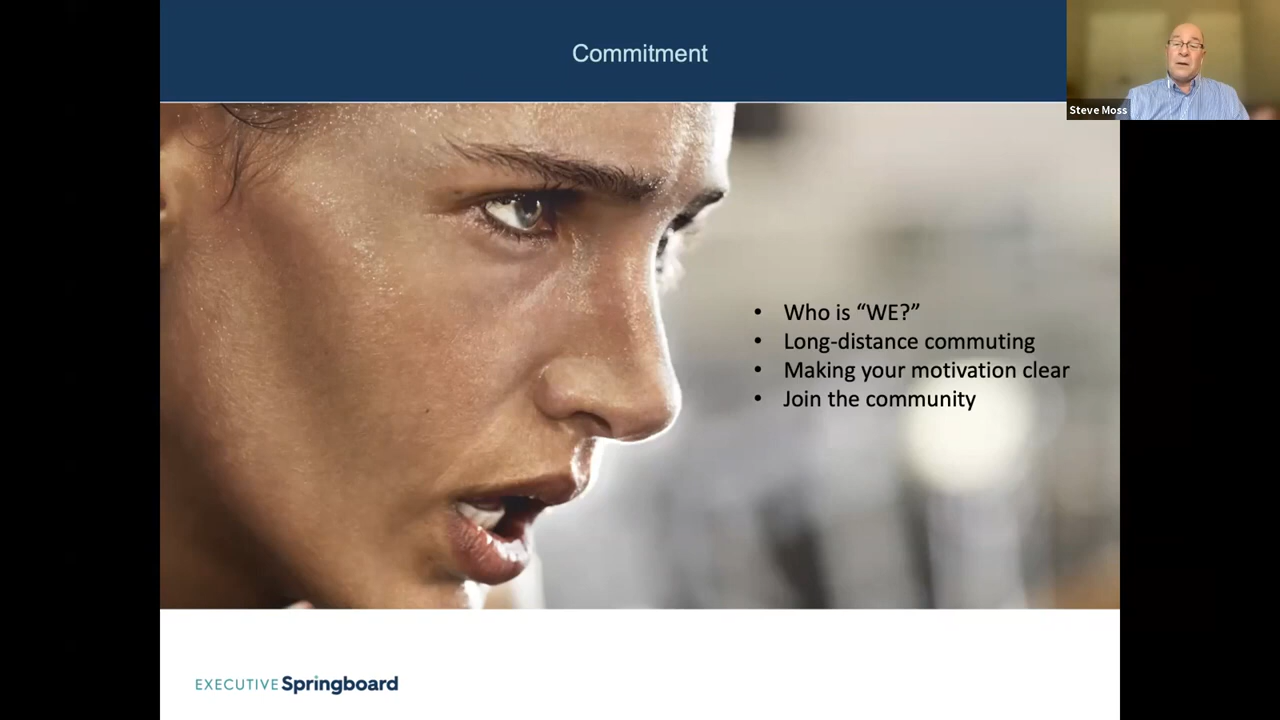 Commitment
Steve Moss
• Who is “WE?”
• Long-distance commuting
• Making your motivation clear
• Join the community
EXECUTIVE Springboard